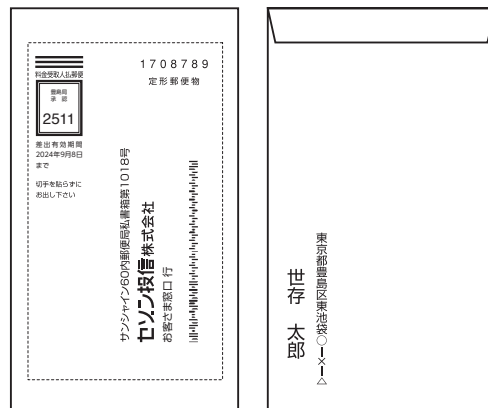 料金受取人払郵便
豊島局
承認
2511
差出有効期間
2024年9月8日
まで
切手を貼らずに
お出し下さい
1708789
定形郵便物
サンシャイン60内郵便局私書箱第1018号
セゾン投信株式会社
お客さま窓口 行
東京都豊島区東池袋○ー×ー△
世存 太郎